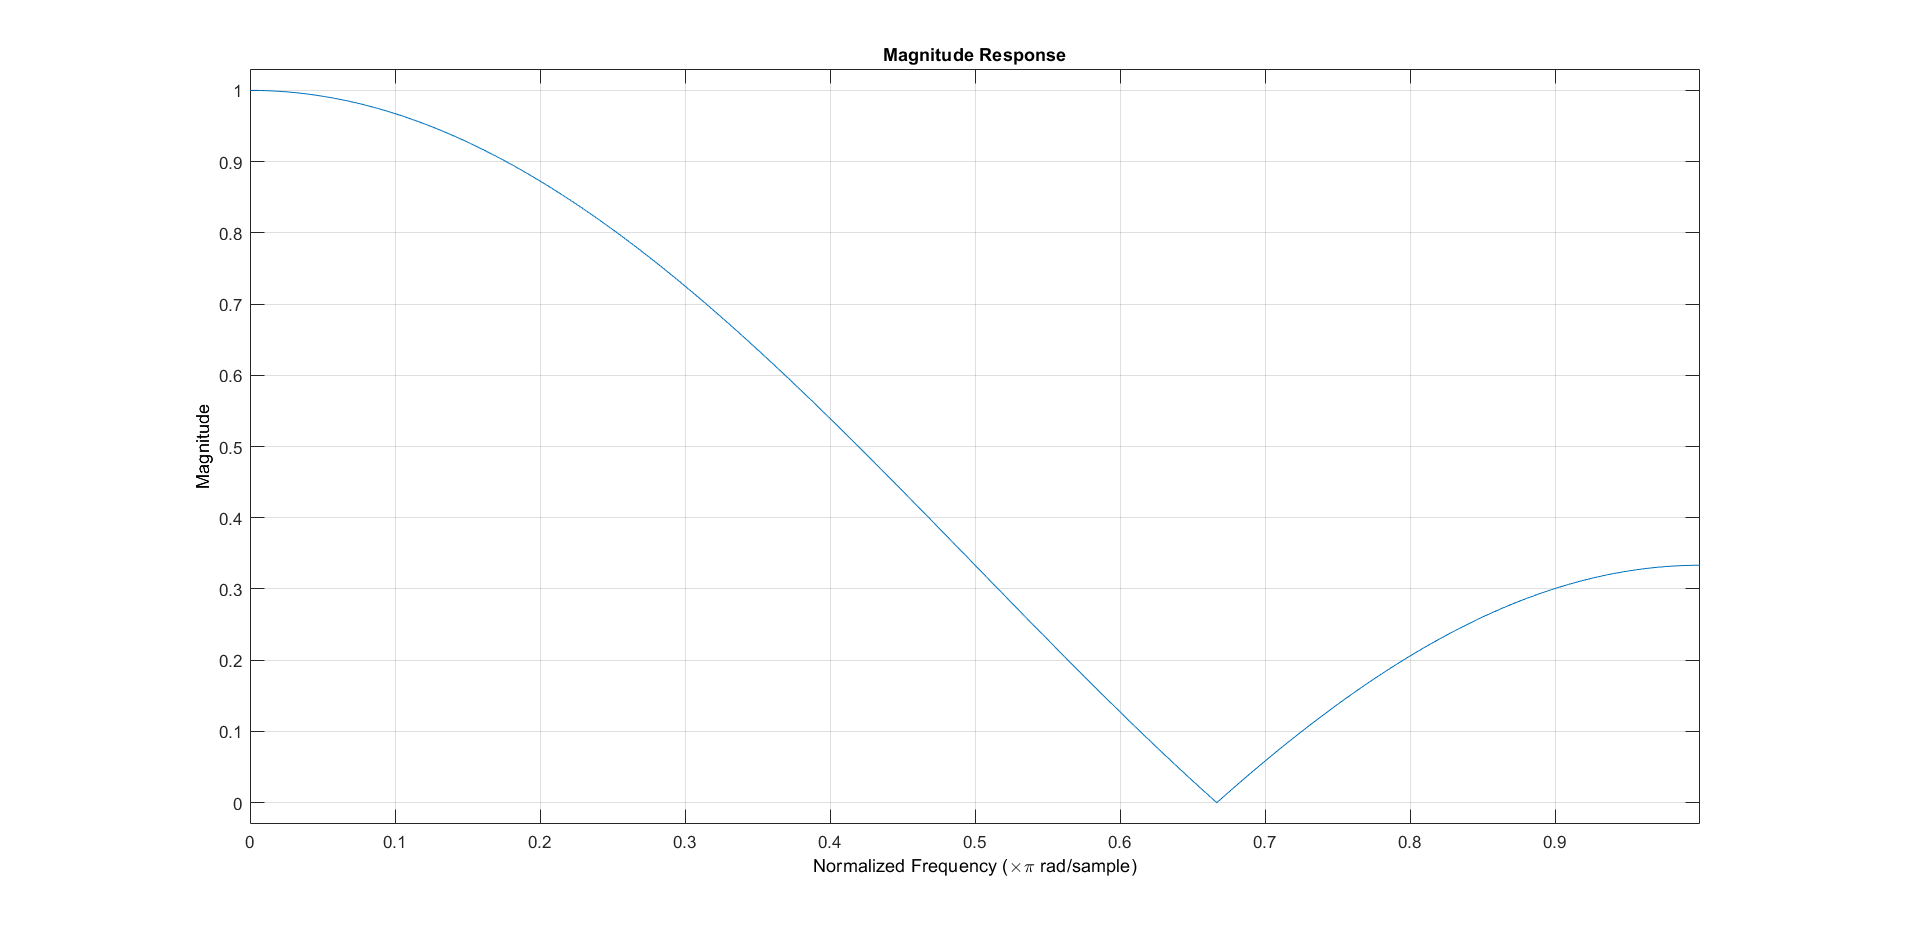 Magnitude Response
1
0.9
0.8
0.7
0.6
0.5
0.4
0.3
0.2
0.1
0
Magnitude
0 0.1 0.2 0.3 0.4 0.5 0.6 0.7 0.8 0.9
Normalized Frequency (×π rad/sample)